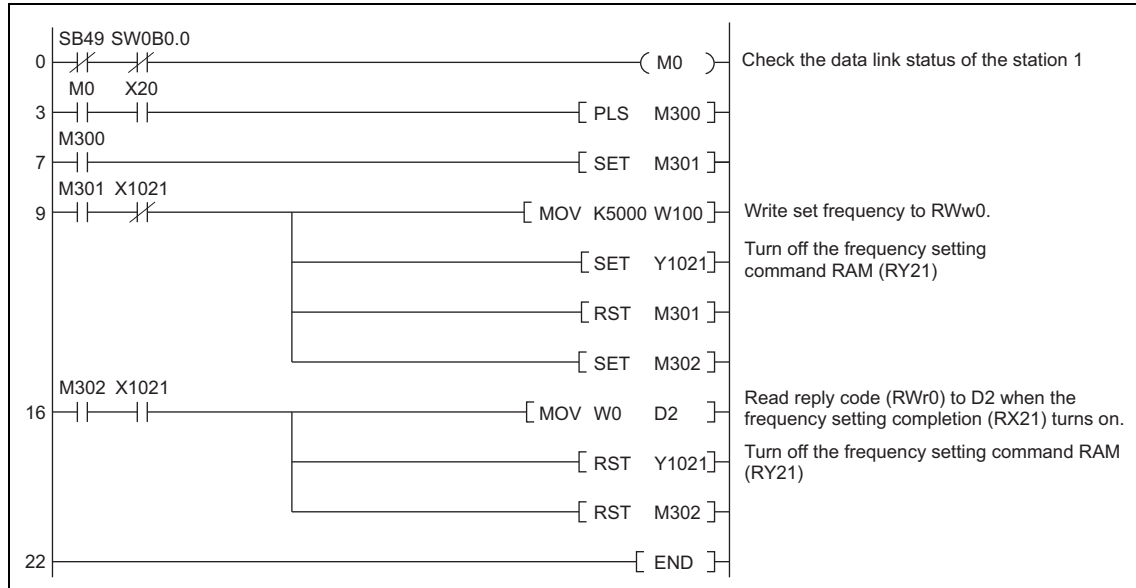 SB49 SW0B0.0
0 M0 Check the data link status of the station 1
M0 X20
3 PLS M300
M300
7 SET M301
M301 X1021
9 MOV K5000 W100 Write set frequency to RWw0.
SET Y1021 Turn off the frequency setting
command RAM (RY21)
RST M301
SET M302
M302 X1021
16 MOV W0 D2 Read reply code (RWr0) to D2 when the
frequency setting completion (RX21) turns on.
RST Y1021 Turn off the frequency setting command RAM
(RY21)
RST M302
22 END